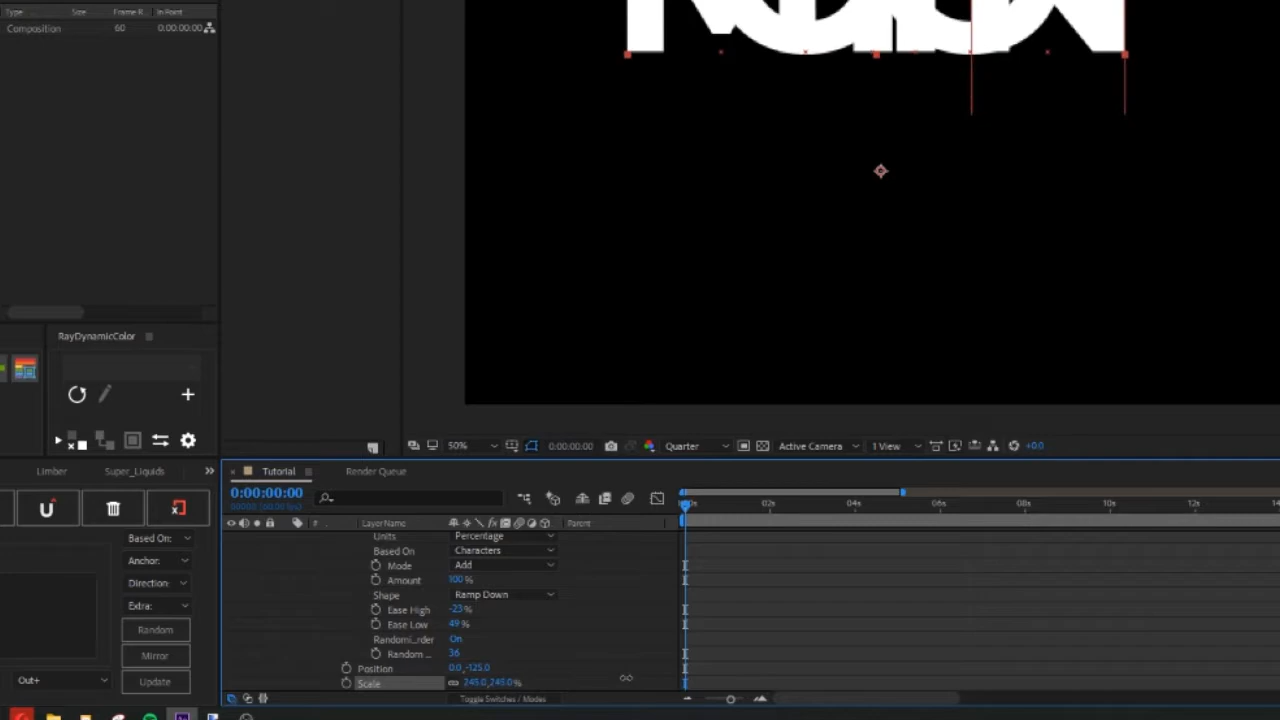 Type Size Frame R.. In Point
Composition 60 0:00:00:00
RayDynamicColor
50% 0:00:00:00 Quarter Active Camera 1 View +0.0
Limber Super_Liquids »
Tutorial Render Queue
0:00:00:00
# LayerName Parent
02s 04s 06s 08s 10s 12s
Based On:
Anchor:
Direction:
Extra:
Random
Mirror
Out+ Update
Units Percentage
Based On Characters
Mode Add
Amount 100 %
Shape Ramp Down
Ease High -23 %
Ease Low 49 %
Randomi...rder On
Random ... 36
Position 0.0,-125.0
Scale 245.0,245.0%
Toggle Switches / Modes